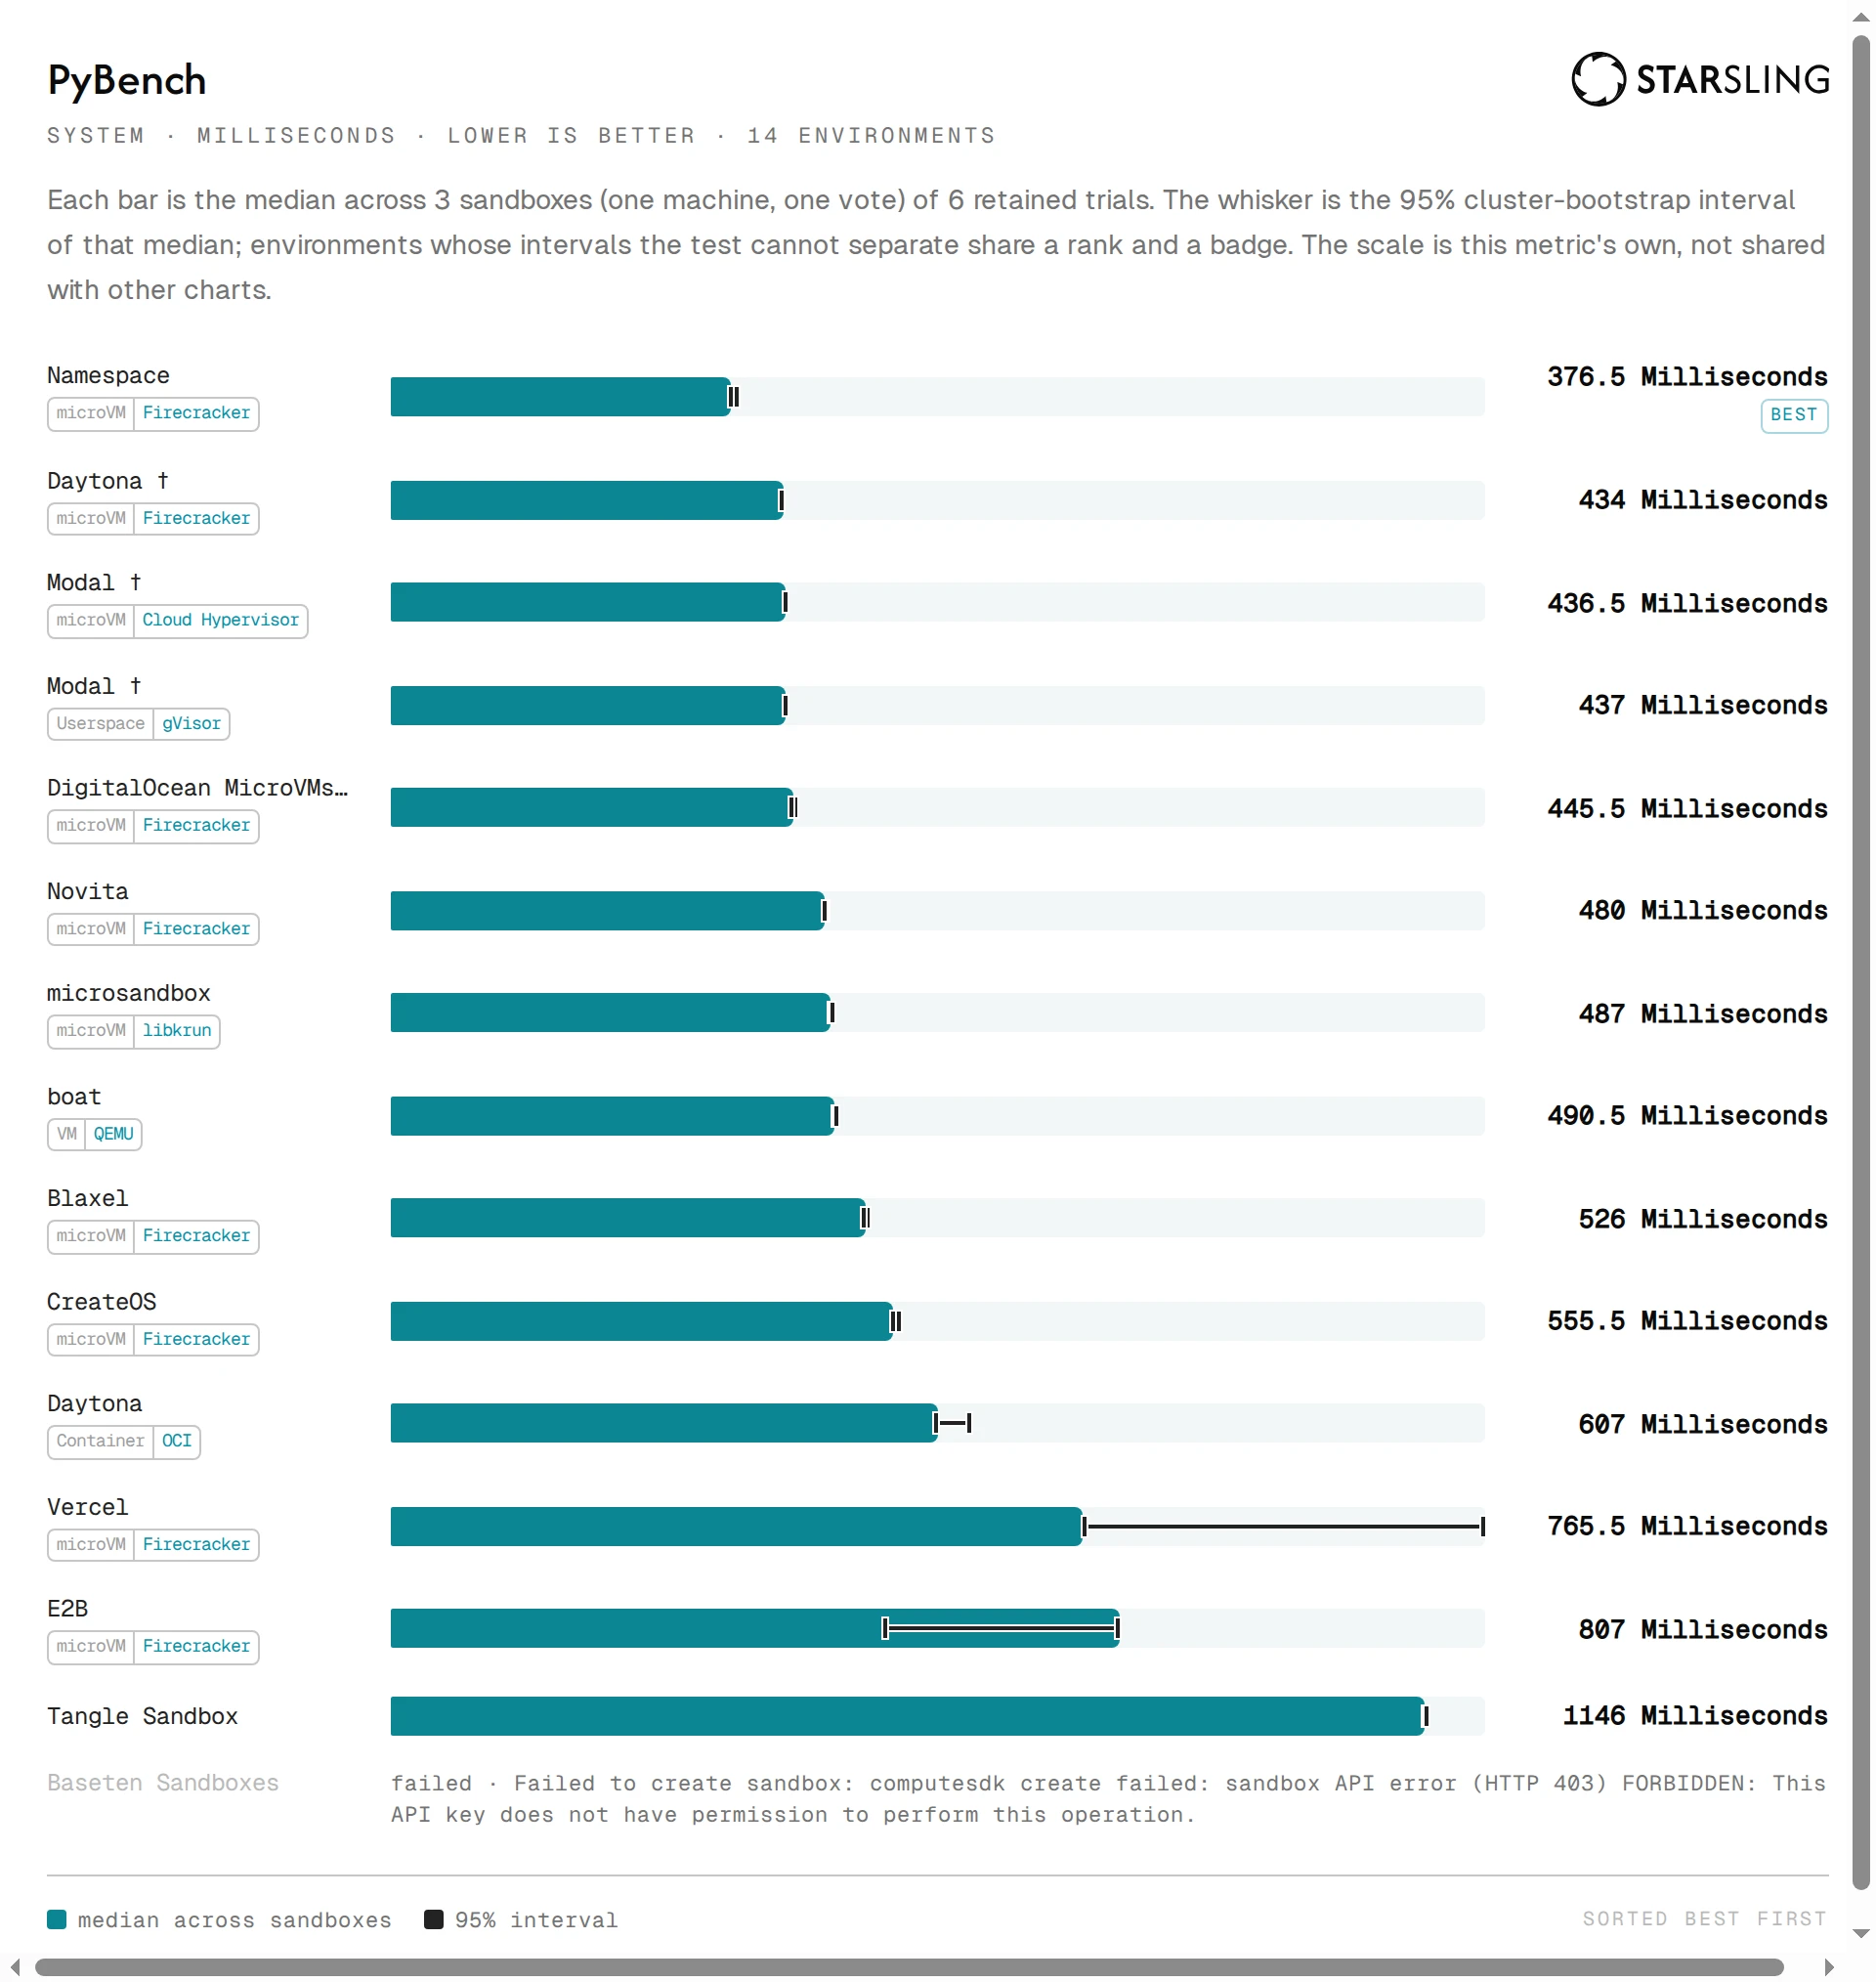 PyBench
STARSLING
SYSTEM · MILLISECONDS · LOWER IS BETTER · 14 ENVIRONMENTS
Each bar is the median across 3 sandboxes (one machine, one vote) of 6 retained trials. The whisker is the 95% cluster-bootstrap interval
of that median; environments whose intervals the test cannot separate share a rank and a badge. The scale is this metric's own, not shared
with other charts.
Namespace
microVM Firecracker
376.5 Milliseconds
BEST
Daytona †
microVM Firecracker
434 Milliseconds
Modal †
microVM Cloud Hypervisor
436.5 Milliseconds
Modal †
Userspace gVisor
437 Milliseconds
DigitalOcean MicroVMs…
microVM Firecracker
445.5 Milliseconds
Novita
microVM Firecracker
480 Milliseconds
microsandbox
microVM libkrun
487 Milliseconds
boat
VM QEMU
490.5 Milliseconds
Blaxel
microVM Firecracker
526 Milliseconds
CreateOS
microVM Firecracker
555.5 Milliseconds
Daytona
Container OCI
607 Milliseconds
Vercel
microVM Firecracker
765.5 Milliseconds
E2B
microVM Firecracker
807 Milliseconds
Tangle Sandbox
1146 Milliseconds
Baseten Sandboxes
failed · Failed to create sandbox: computesdk create failed: sandbox API error (HTTP 403) FORBIDDEN: This
API key does not have permission to perform this operation.
median across sandboxes
95% interval
SORTED BEST FIRST